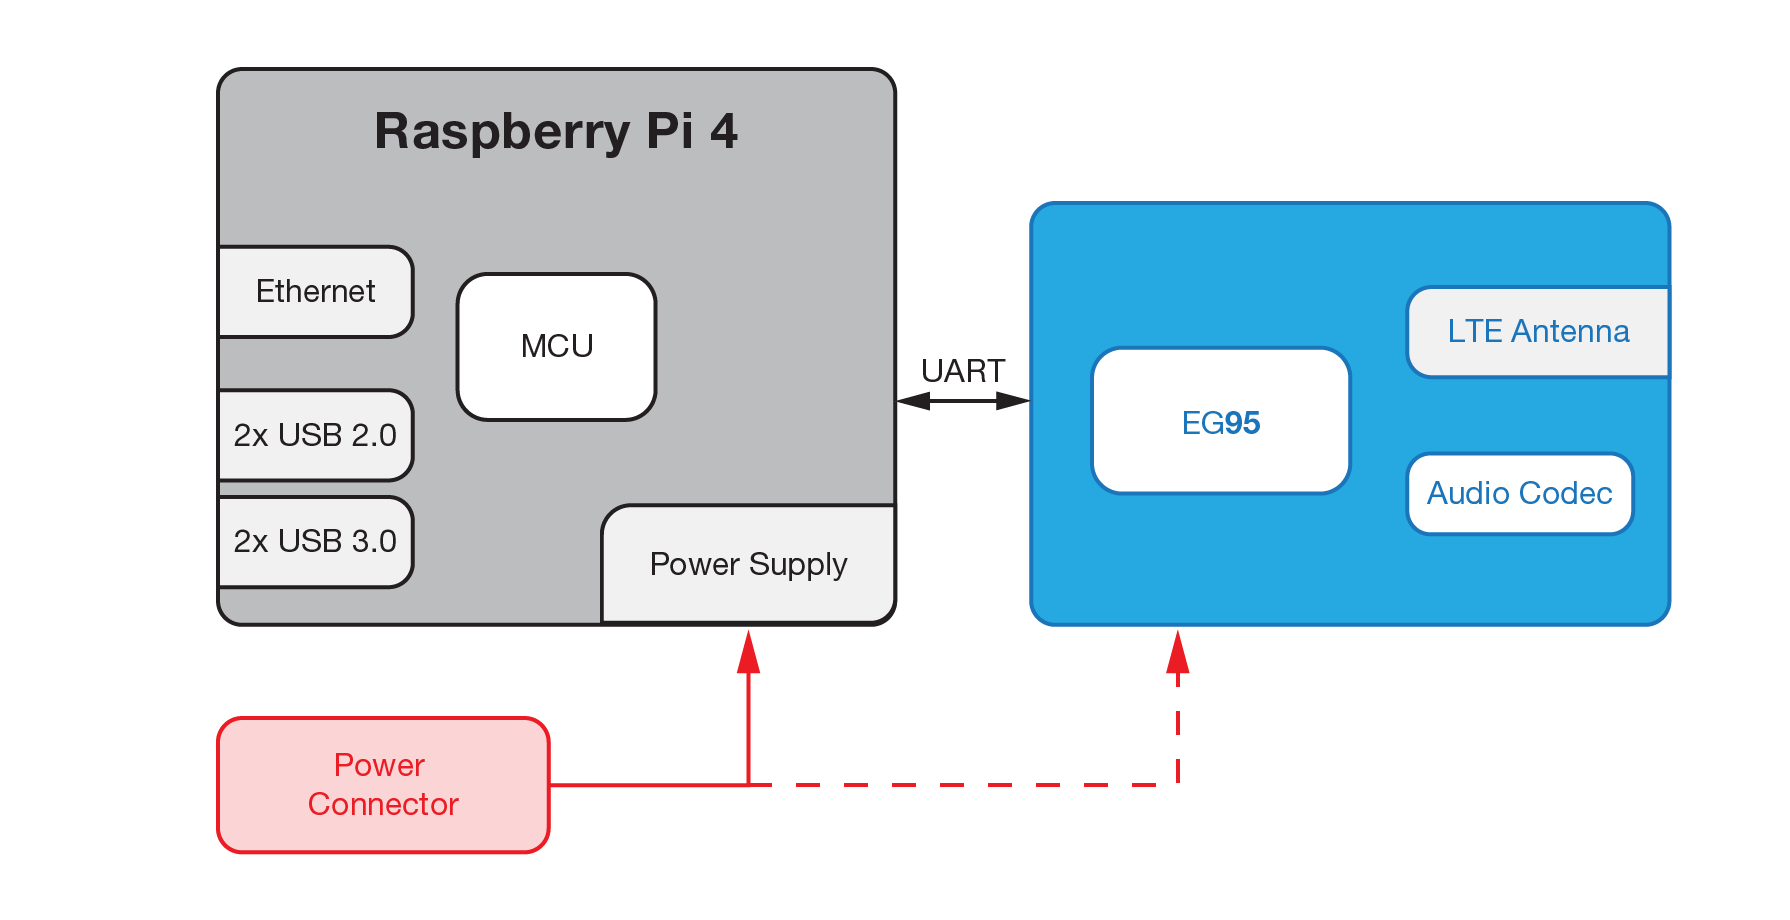 Raspberry Pi 4
Ethernet
MCU
2x USB 2.0
2x USB 3.0
Power Supply
UART
LTE Antenna
EG95
Audio Codec
Power
Connector